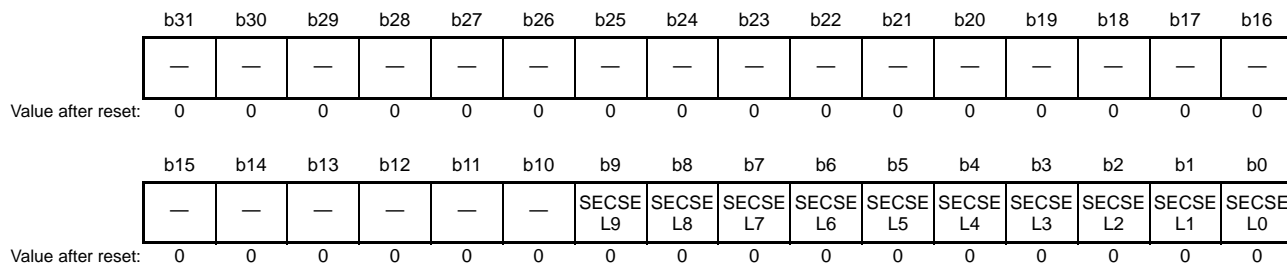 b31 b30 b29 b28 b27 b26 b25 b24 b23 b22 b21 b20 b19 b18 b17 b16
— — — — — — — — — — — — — — — —
Value after reset: 0 0 0 0 0 0 0 0 0 0 0 0 0 0 0 0
b15 b14 b13 b12 b11 b10 b9 b8 b7 b6 b5 b4 b3 b2 b1 b0
— — — — — — SECSE SECSE SECSE SECSE SECSE SECSE SECSE SECSE SECSE SECSE
L9 L8 L7 L6 L5 L4 L3 L2 L1 L0
Value after reset: 0 0 0 0 0 0 0 0 0 0 0 0 0 0 0 0